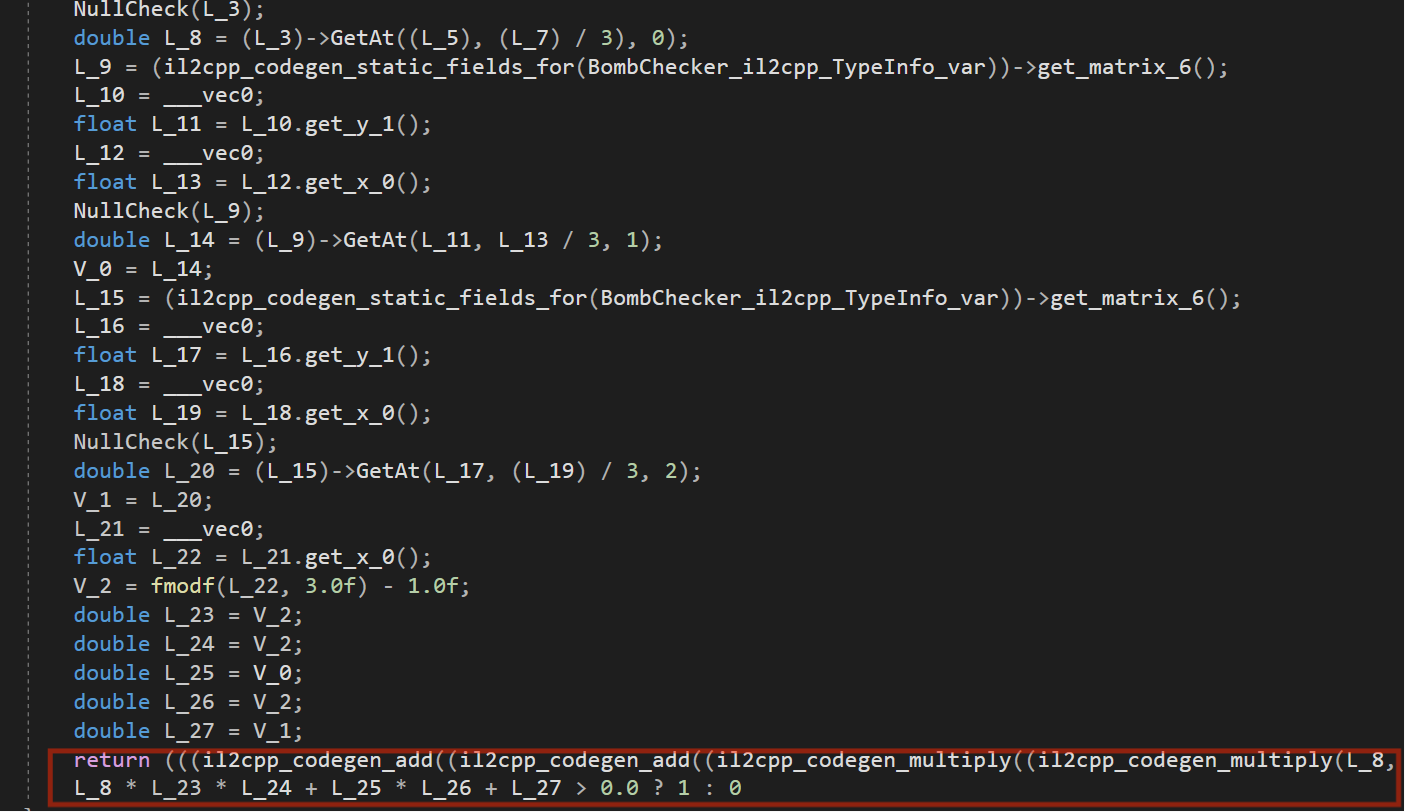 NullCheck(L_3);
double L_8 = (L_3)->GetAt((L_5), (L_7) / 3), 0);
L_9 = (il2cpp_codegen_static_fields_for(BombChecker_il2cpp_TypeInfo_var))->get_matrix_6();
L_10 = ___vec0;
float L_11 = L_10.get_y_1();
L_12 = ___vec0;
float L_13 = L_12.get_x_0();
NullCheck(L_9);
double L_14 = (L_9)->GetAt(L_11, L_13 / 3, 1);
V_0 = L_14;
L_15 = (il2cpp_codegen_static_fields_for(BombChecker_il2cpp_TypeInfo_var))->get_matrix_6();
L_16 = ___vec0;
float L_17 = L_16.get_y_1();
L_18 = ___vec0;
float L_19 = L_18.get_x_0();
NullCheck(L_15);
double L_20 = (L_15)->GetAt(L_17, (L_19) / 3, 2);
V_1 = L_20;
L_21 = ___vec0;
float L_22 = L_21.get_x_0();
V_2 = fmodf(L_22, 3.0f) - 1.0f;
double L_23 = V_2;
double L_24 = V_2;
double L_25 = V_0;
double L_26 = V_2;
double L_27 = V_1;
return (((il2cpp_codegen_add((il2cpp_codegen_add((il2cpp_codegen_multiply((il2cpp_codegen_multiply(L_8,
L_8 * L_23 * L_24 + L_25 * L_26 + L_27 > 0.0 ? 1 : 0